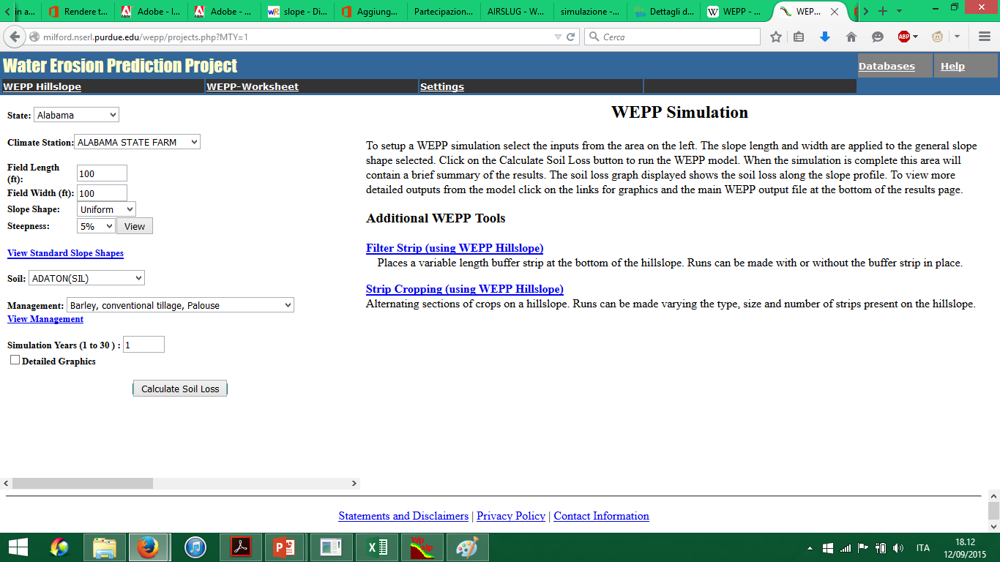 in a...
Rendere t...
Adobe - I...
Adobe - ...
slope - Di...
Aggiung...
Partecipazion...
AIRSLUG - W...
simulazione -...
Dettagli d...
WEPP - ...
WEP...
milford.nserl.purdue.edu/wepp/projects.php?MTY=1
Cerca
ABP
Water Erosion Prediction Project
Databases
Help
WEPP Hillslope
WEPP-Worksheet
Settings
State: Alabama
Climate Station: ALABAMA STATE FARM
Field Length
(ft): 100
Field Width (ft): 100
Slope Shape: Uniform
Steepness: 5% View
View Standard Slope Shapes
Soil: ADATON(SIL)
Management: Barley, conventional tillage, Palouse
View Management
Simulation Years (1 to 30 ) : 1
Detailed Graphics
Calculate Soil Loss
WEPP Simulation
To setup a WEPP simulation select the inputs from the area on the left. The slope length and width are applied to the general slope
shape selected. Click on the Calculate Soil Loss button to run the WEPP model. When the simulation is complete this area will
contain a brief summary of the results. The soil loss graph displayed shows the soil loss along the slope profile. To view more
detailed outputs from the model click on the links for graphics and the main WEPP output file at the bottom of the results page.
Additional WEPP Tools
Filter Strip (using WEPP Hillslope)
Places a variable length buffer strip at the bottom of the hillslope. Runs can be made with or without the buffer strip in place.
Strip Cropping (using WEPP Hillslope)
Alternating sections of crops on a hillslope. Runs can be made varying the type, size and number of strips present on the hillslope.
Statements and Disclaimers | Privacy Policy | Contact Information
ITA
18.12
12/09/2015